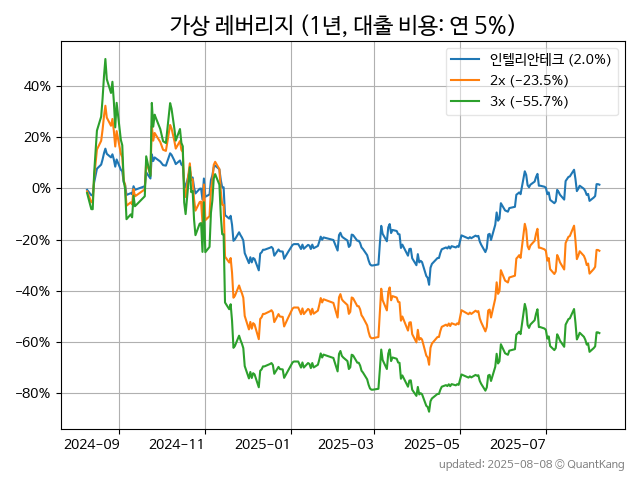 가상 레버리지 (1년, 대출 비용: 연 5%)
인텔리안테크 (2.0%)
2x (−23.5%)
3x (−55.7%)
40%
20%
0%
−20%
−40%
−60%
−80%
2024-09 2024-11 2025-01 2025-03 2025-05 2025-07
updated: 2025-08-08 © QuantKang